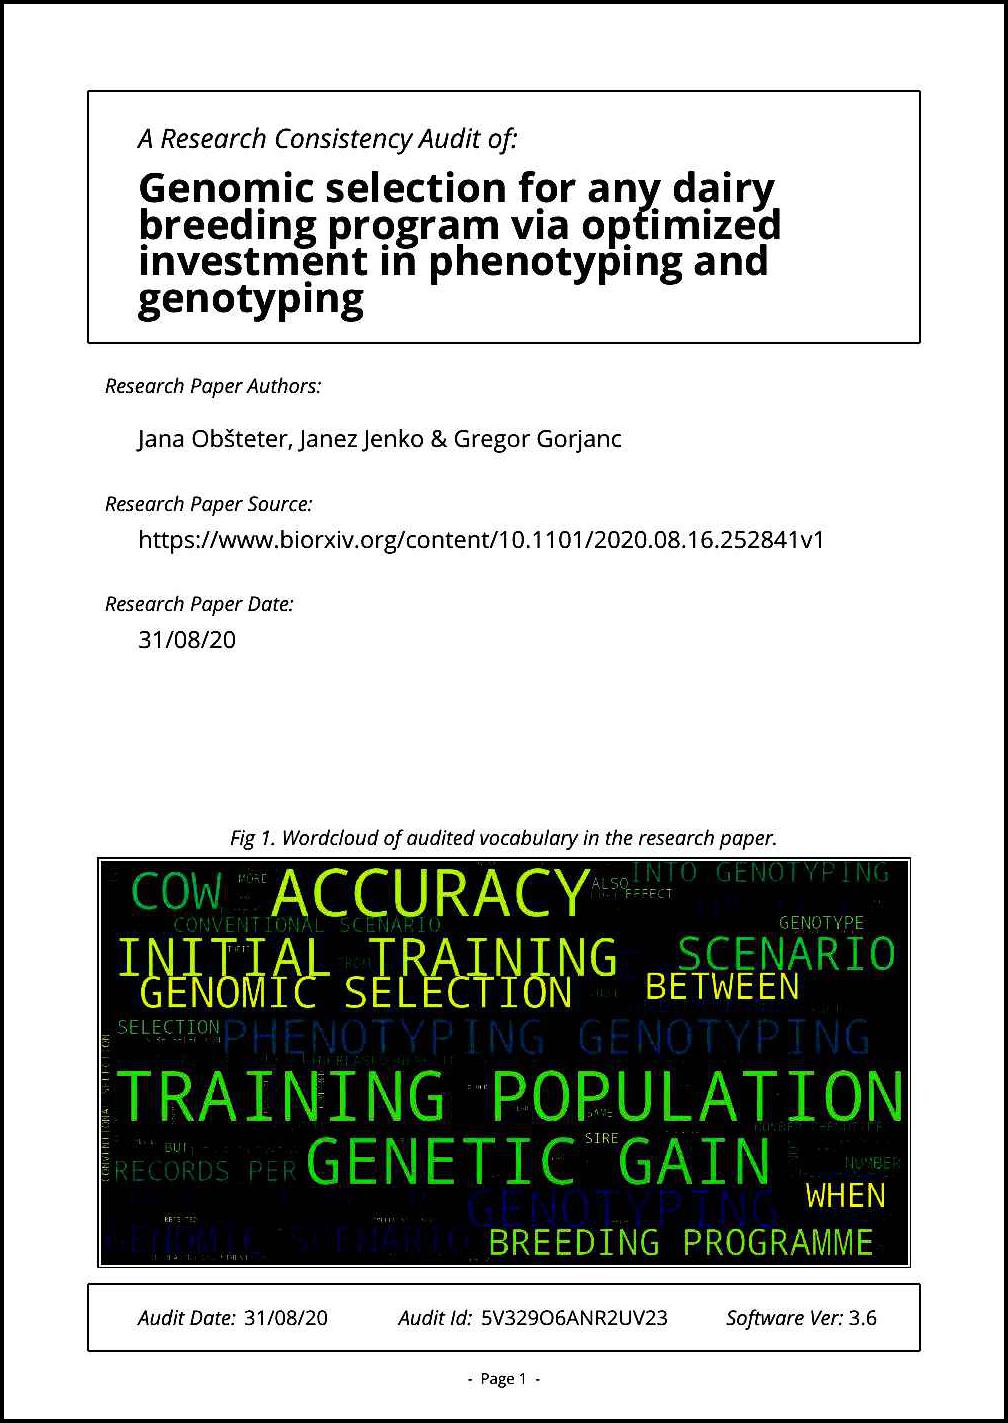 A Research Consistency Audit of:
Genomic selection for any dairy
breeding program via optimized
investment in phenotyping and
genotyping
Research Paper Authors:
Jana Obšteter, Janez Jenko & Gregor Gorjanc
Research Paper Source:
https://www.biorxiv.org/content/10.1101/2020.08.16.252841v1
Research Paper Date:
31/08/20
Fig 1. Wordcloud of audited vocabulary in the research paper.
COW
MORE
ACCURACY
ALSO
INTO GENOTYPING
EFFECT
CONVENTIONAL SCENARIO
GENOTYPE
INITIAL TRAINING
SCENARIO
GENOMIC SELECTION
BETWEEN
SELECTION
PHENOTYPING GENOTYPING
TRAINING POPULATION
SAME
BUT
SIRE
GENETIC GAIN
RECORDS PER
NUMBER
WHEN
GENOTYPING
GENOMIC SCENARIO
BREEDING PROGRAMME
CONVENTIONAL SELECTION
Audit Date: 31/08/20
Audit Id: 5V329O6ANR2UV23
Software Ver: 3.6
- Page 1 -